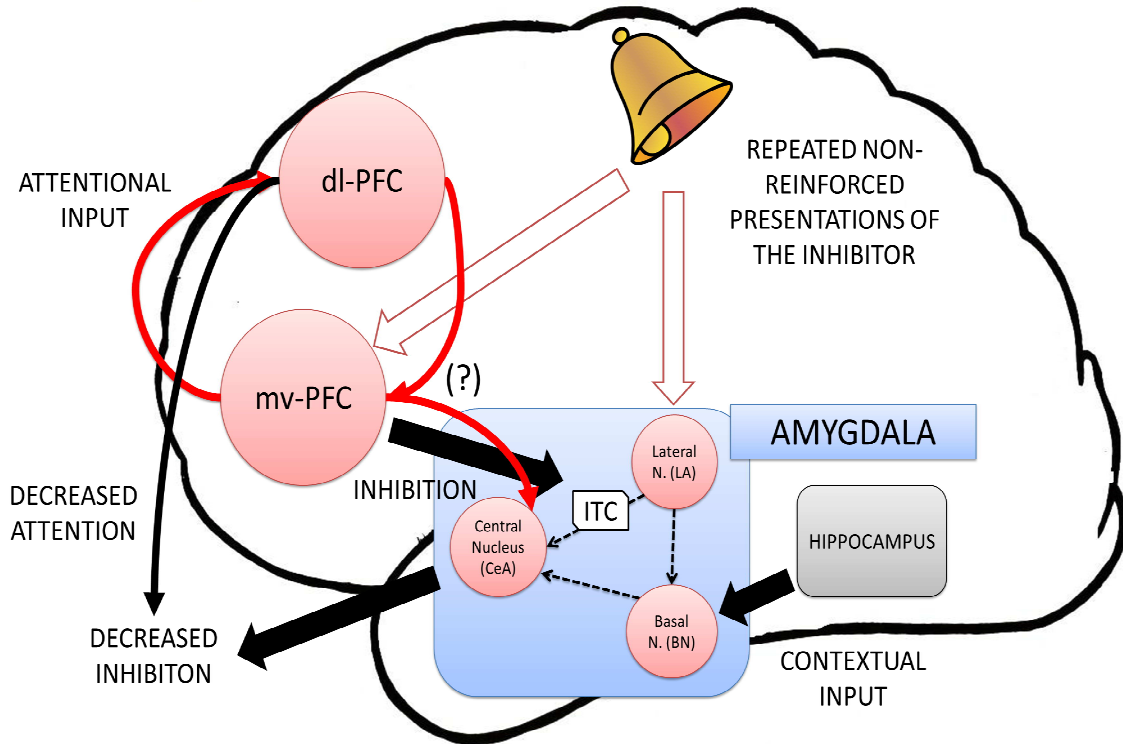 ATTENTIONAL
INPUT
dl-PFC
REPEATED NON-
REINFORCED
PRESENTATIONS OF
THE INHIBITOR
mv-PFC
(?)
AMYGDALA
INHIBITION
Lateral
N. (LA)
ITC
DECREASED
ATTENTION
Central
Nucleus
(CeA)
HIPPOCAMPUS
Basal
N. (BN)
DECREASED
INHIBITON
CONTEXTUAL
INPUT